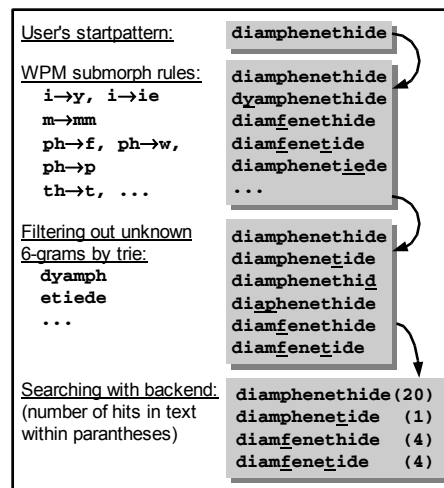 User's startpattern:
diamphenethide
WPM submorph rules:
i→y, i→ie
m→mm
ph→f, ph→w,
ph→p
th→t, ...
diamphenethide
dyamphenethide
diamfenethide
diamfenetide
diamphenetiede
...
Filtering out unknown
6-grams by trie:
dyamph
etiede
...
diamphenethide
diamphenetide
diamphenethid
diaphenethide
diamfenethide
diamfenetide
Searching with backend:
(number of hits in text
within parantheses)
diamphenethide(20)
diamphenetide (1)
diamfenethide (4)
diamfenetide (4)